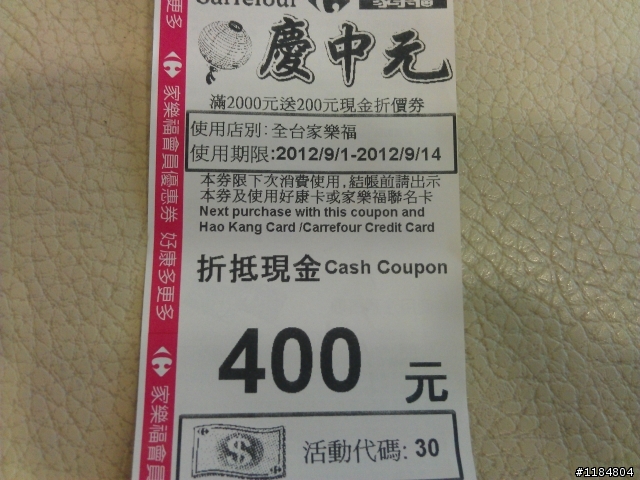 Carrefour 家樂福
慶中元
滿2000元送200元現金折價券
使用店別: 全台家樂福
使用期限:2012/9/1-2012/9/14
本券限下次消費使用,結帳前請出示
本券及使用好康卡或家樂福聯名卡
Next purchase with this coupon and
Hao Kang Card /Carrefour Credit Card
折抵現金 Cash Coupon
400 元
$
活動代碼: 30
更多
家樂福會員優惠券 好康多更多
家樂福會員
#1184804